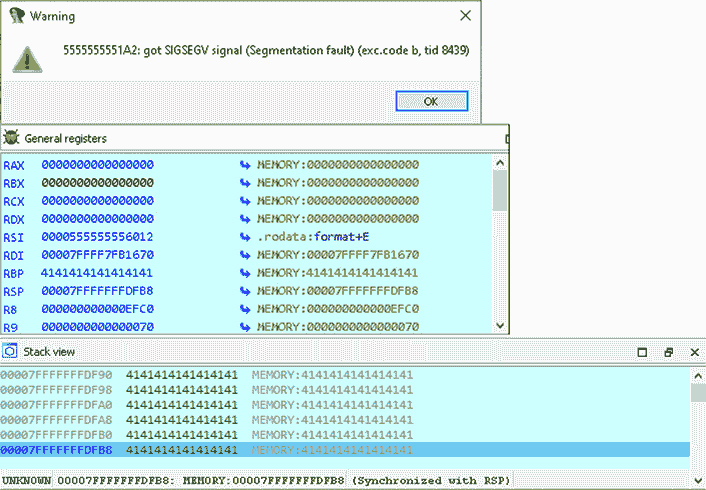 Warning
5555555551A2: got SIGSEGV signal (Segmentation fault) (exc.code b, tid 8439)
OK
General registers
RAX 0000000000000000 MEMORY:0000000000000000
RBX 0000000000000000 MEMORY:0000000000000000
RCX 0000000000000000 MEMORY:0000000000000000
RDX 0000000000000000 MEMORY:0000000000000000
RSI 0000555555556012 .rodata:format+E
RDI 00007FFFF7FB1670 MEMORY:00007FFFF7FB1670
RBP 4141414141414141 MEMORY:4141414141414141
RSP 00007FFFFFFFDFB8 MEMORY:00007FFFFFFFDFB8
R8 000000000000EFC0 MEMORY:000000000000EFC0
R9 0000000000000070 MEMORY:0000000000000070
Stack view
00007FFFFFFFDF90 4141414141414141 MEMORY:4141414141414141
00007FFFFFFFDF98 4141414141414141 MEMORY:4141414141414141
00007FFFFFFFDFA0 4141414141414141 MEMORY:4141414141414141
00007FFFFFFFDFA8 4141414141414141 MEMORY:4141414141414141
00007FFFFFFFDFB0 4141414141414141 MEMORY:4141414141414141
00007FFFFFFFDFB8 4141414141414141 MEMORY:4141414141414141
UNKNOWN 00007FFFFFFFDFB8: MEMORY:00007FFFFFFFDFB8 (Synchronized with RSP)